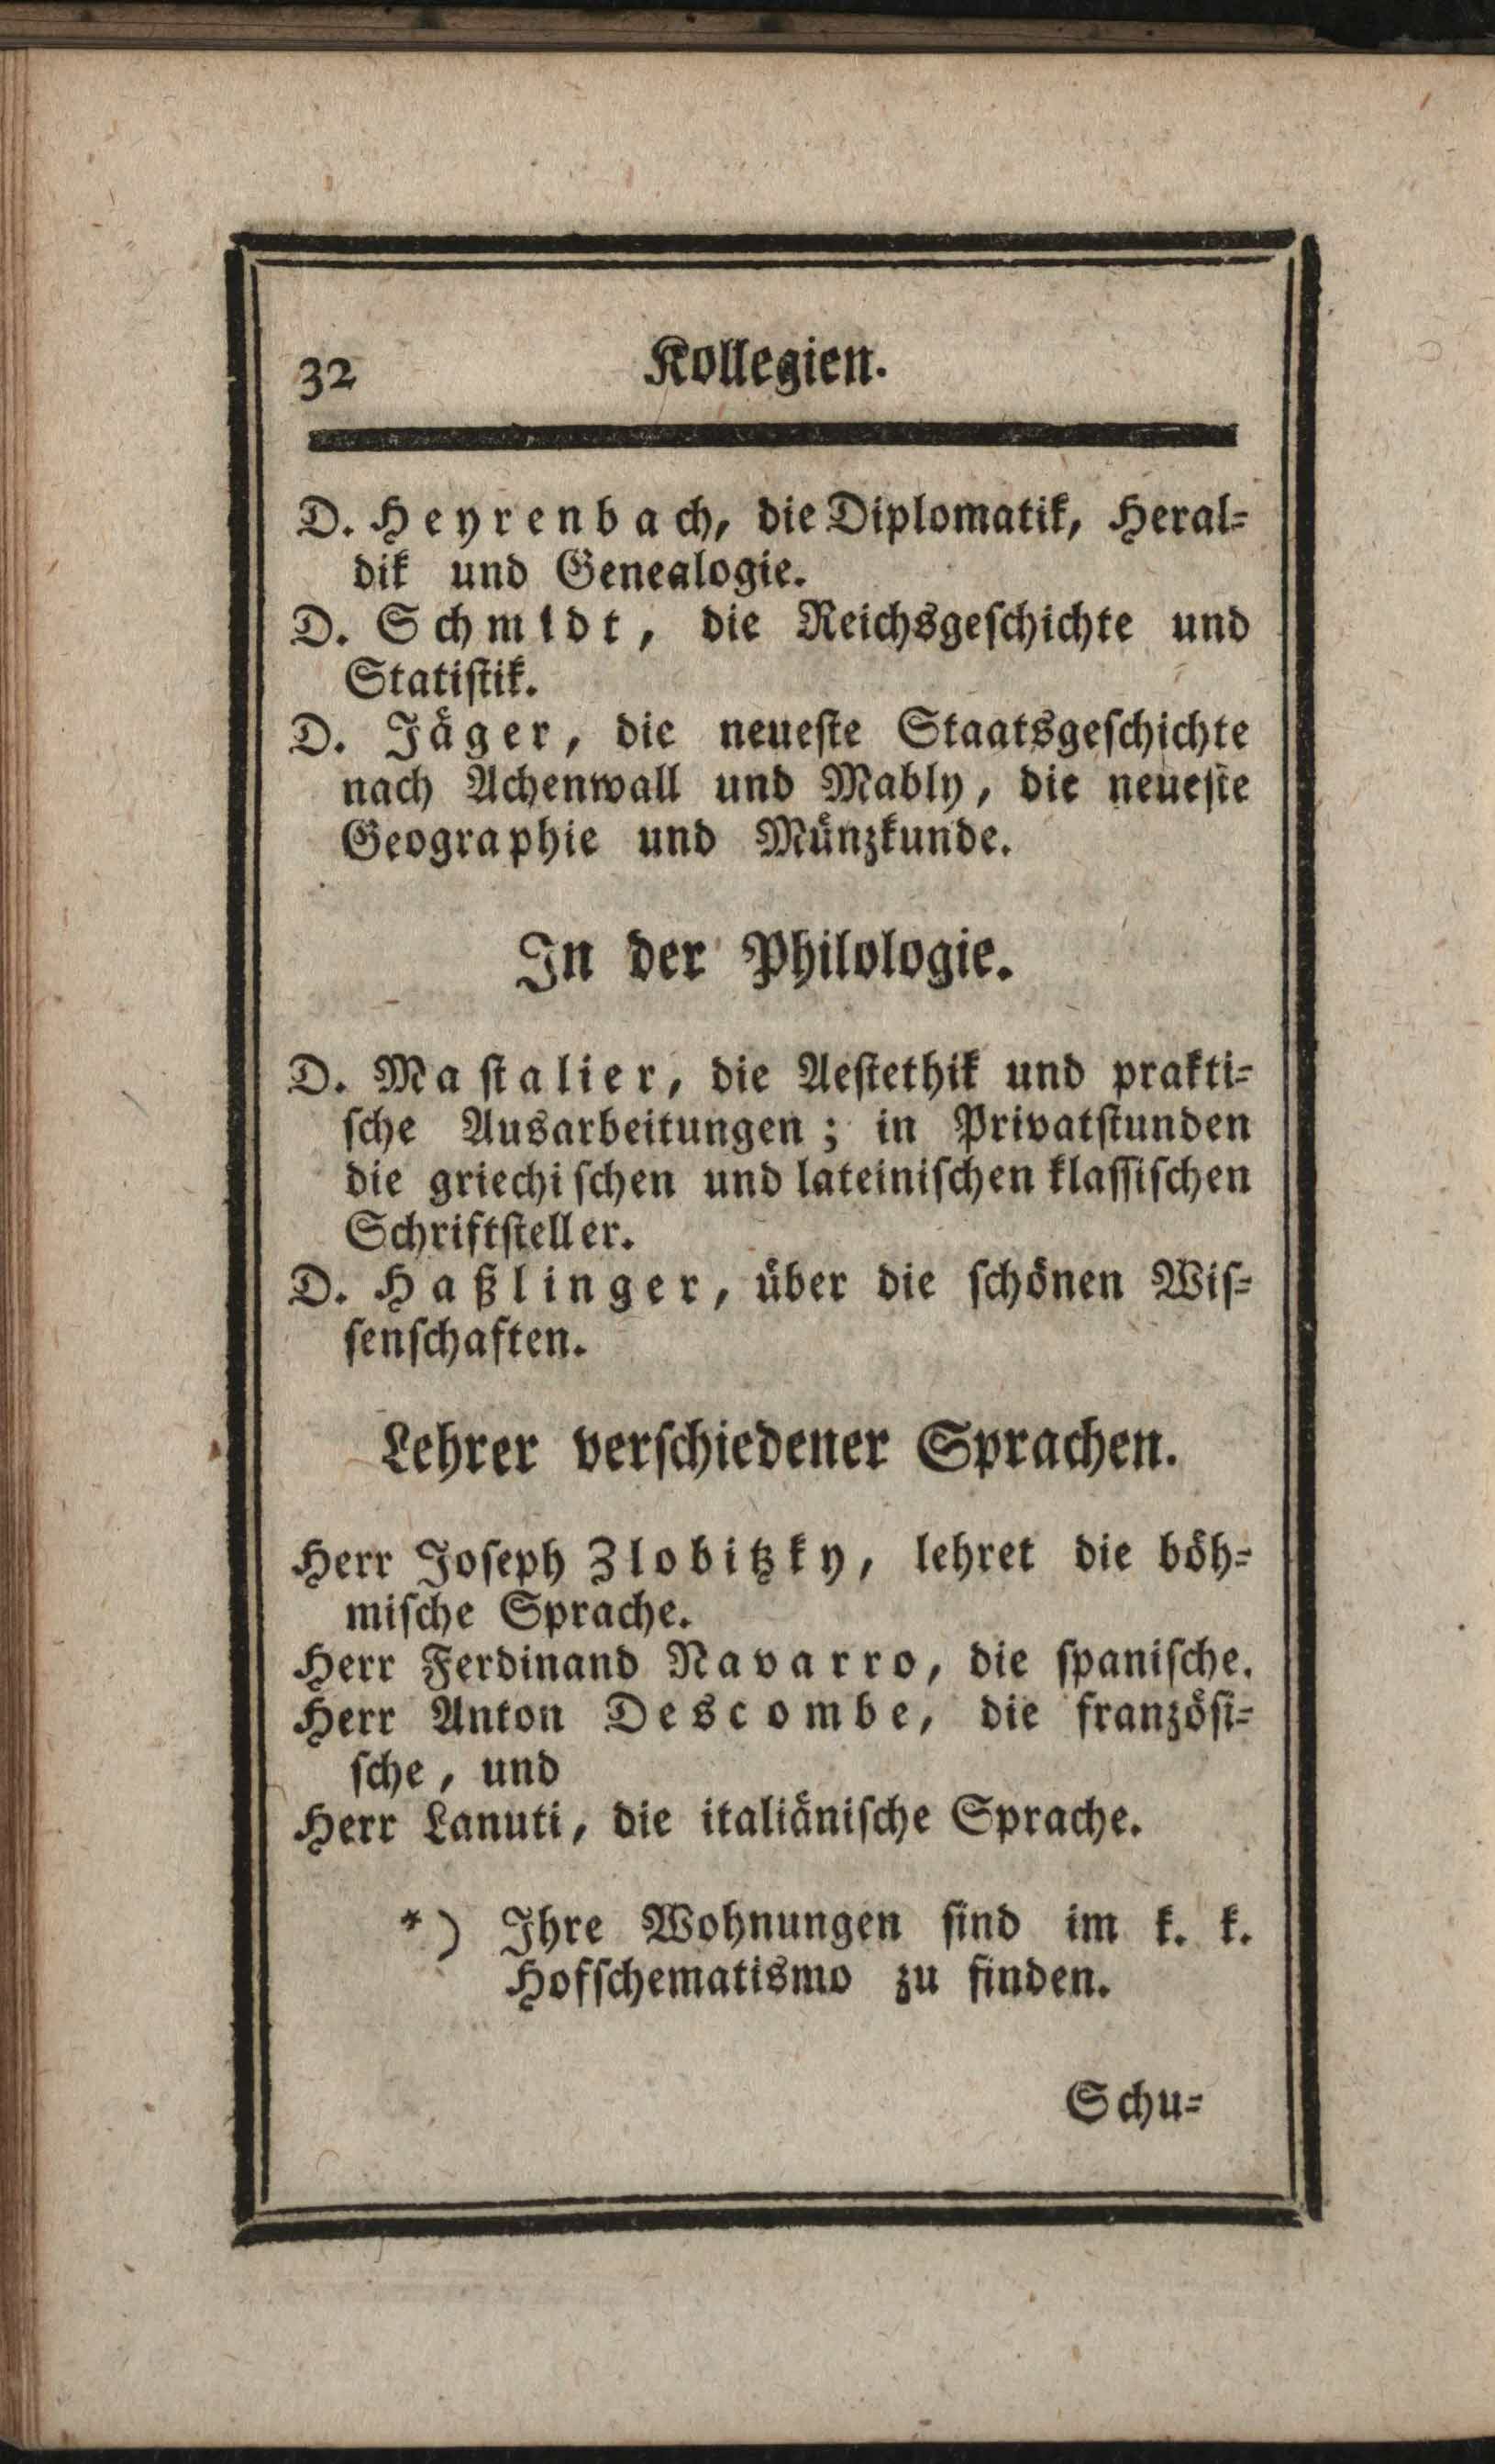 32 Kollegien.
D. Heyrenbach, die Diplomatik, Heral-
dik und Genealogie.
D. Schmidt, die Reichsgeschichte und
Statistik.
D. Jäger, die neueste Staatsgeschichte
nach Achenwall und Mably, die neueste
Geographie und Münzkunde.
In der Philologie.
D. Mastalier, die Aestethik und prakti-
sche Ausarbeitungen; in Privatstunden
die griechischen und lateinischen klassischen
Schriftsteller.
D. Haßlinger, über die schönen Wis-
senschaften.
Lehrer verschiedener Sprachen.
Herr Joseph Zlobitzky, lehret die böh-
mische Sprache.
Herr Ferdinand Navarro, die spanische.
Herr Anton Descombe, die französi-
sche, und
Herr Lanuti, die italiänische Sprache.
*) Ihre Wohnungen sind im k. k.
Hofschematismo zu finden.
Schu-